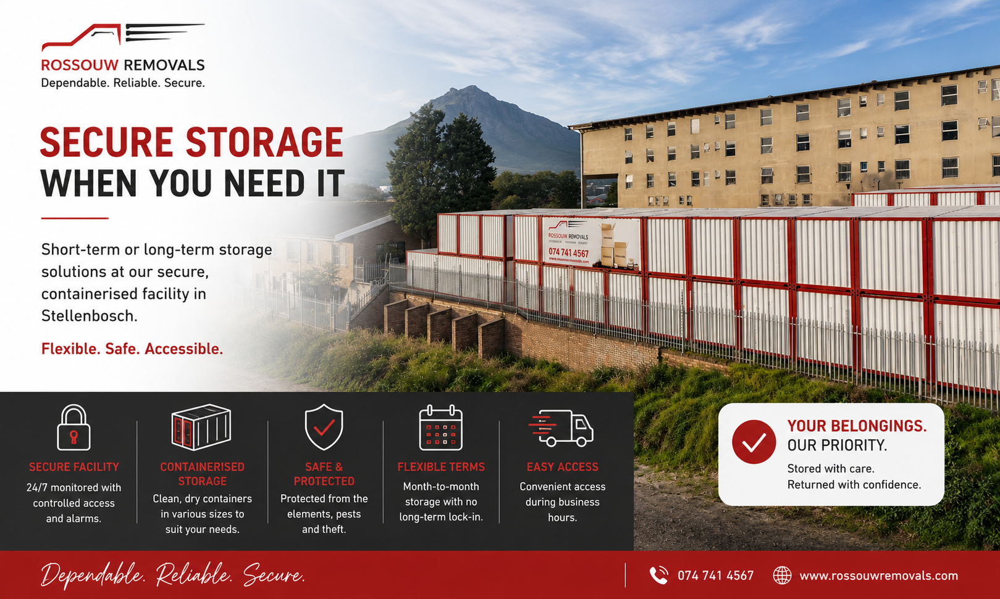 ROSSOUW REMOVALS
Dependable. Reliable. Secure.
SECURE STORAGE
WHEN YOU NEED IT
Short-term or long-term storage
solutions at our secure,
containerised facility in
Stellenbosch.
Flexible. Safe. Accessible.
ROSSOUW REMOVALS
074 741 4567
www.rossouwremovals.com
SECURE FACILITY
24/7 monitored with
controlled access
and alarms.
CONTAINERISED
STORAGE
Clean, dry containers
in various sizes to
suit your needs.
SAFE &
PROTECTED
Protected from the
elements, pests
and theft.
FLEXIBLE TERMS
Month-to-month
storage with no
long-term lock-in.
EASY ACCESS
Convenient access
during business
hours.
YOUR BELONGINGS.
OUR PRIORITY.
Stored with care.
Returned with confidence.
Dependable. Reliable. Secure.
074 741 4567
www.rossouwremovals.com